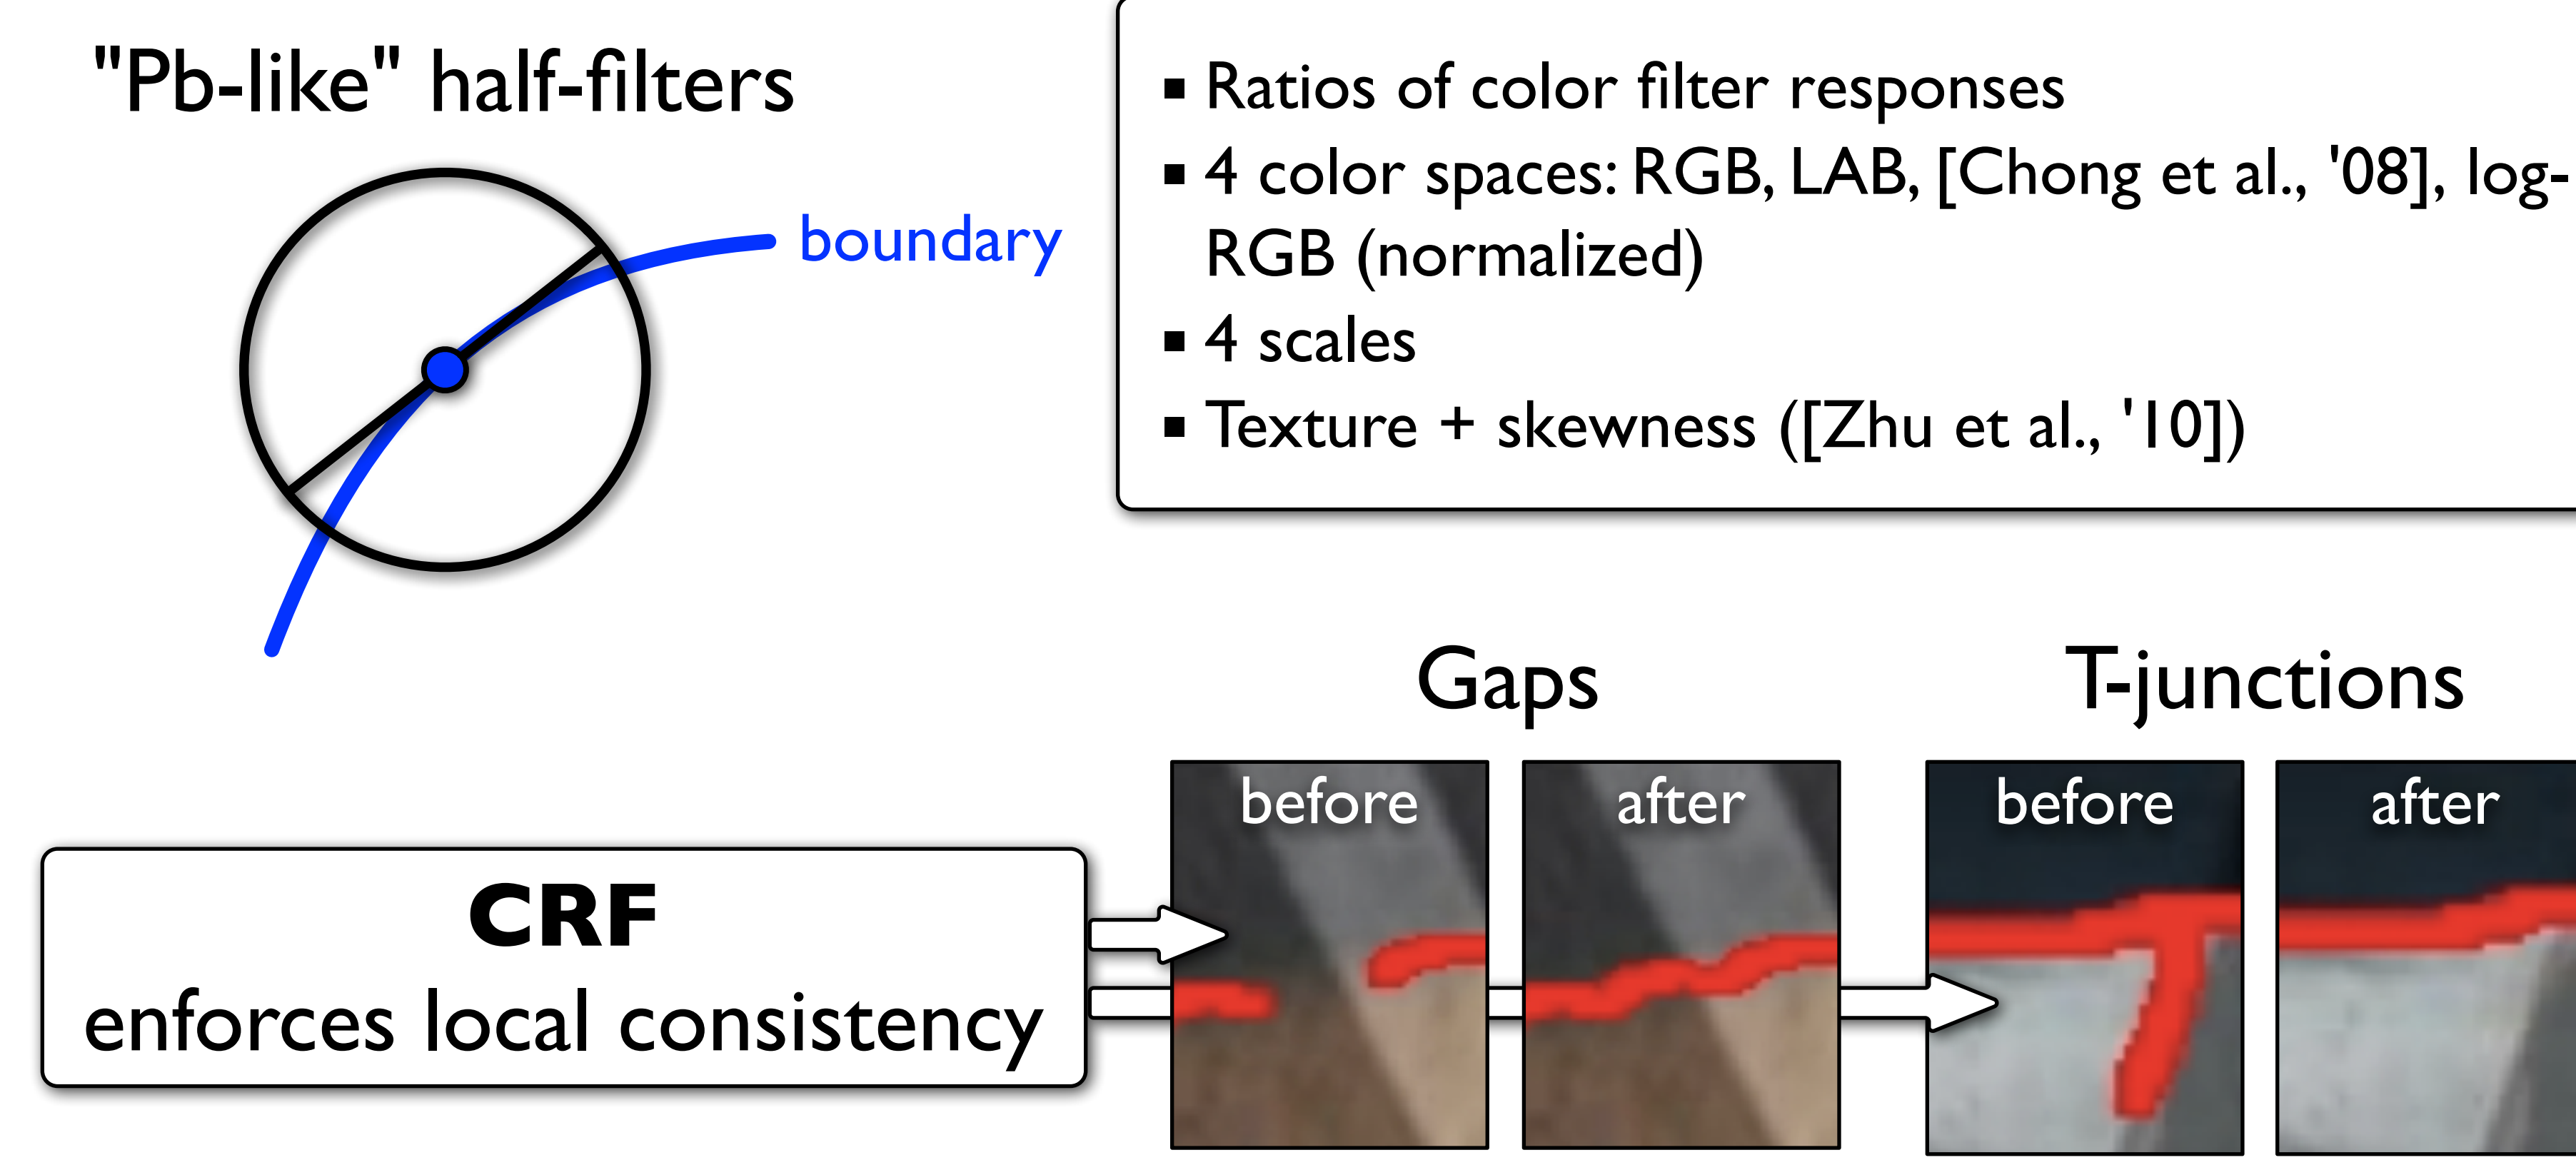 "Pb-like" half-filters
boundary
▪ Ratios of color filter responses
▪ 4 color spaces: RGB, LAB, [Chong et al., '08], log-
RGB (normalized)
▪ 4 scales
▪ Texture + skewness ([Zhu et al., '10])
Gaps
T-junctions
before
after
before
after
CRF
enforces local consistency